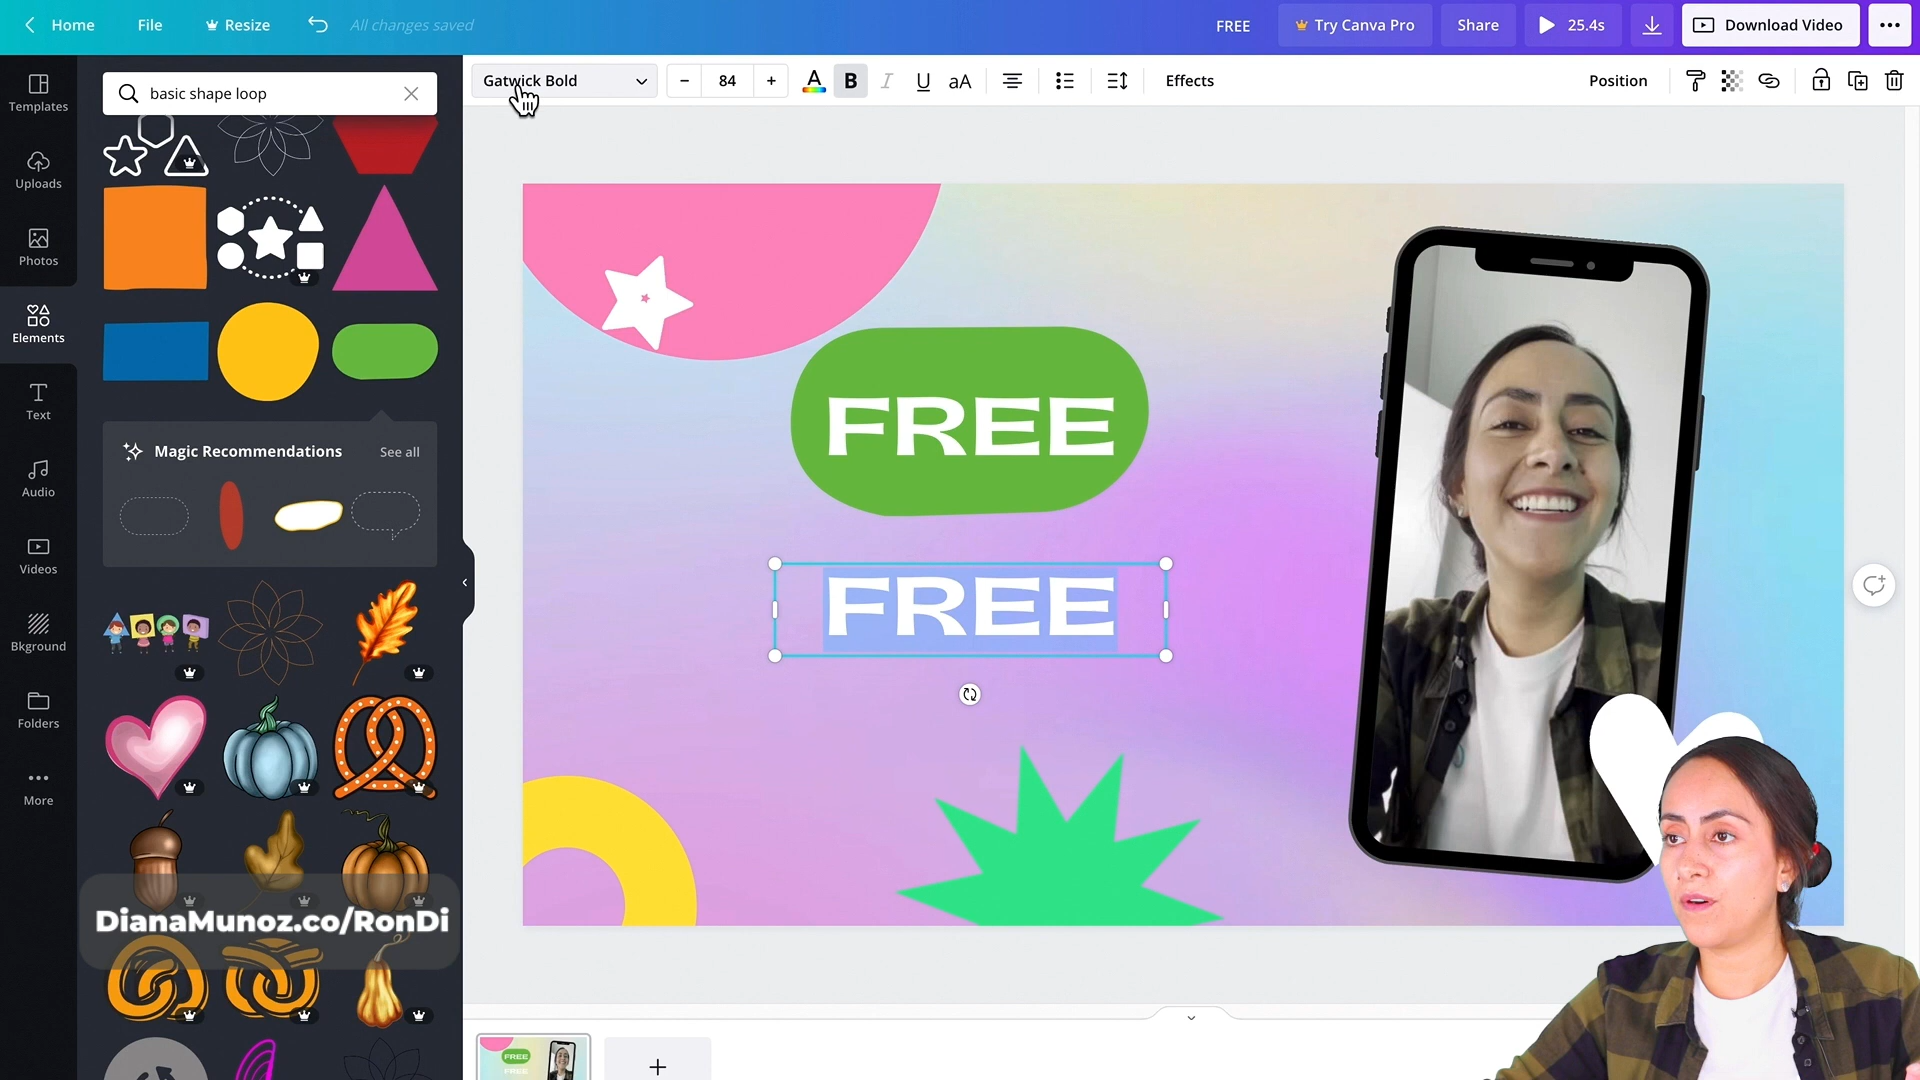 Home File Resize All changes saved FREE Try Canva Pro Share 25.4s Download Video
Templates
Uploads
Photos
Elements
Text
Audio
Videos
Bkground
Folders
More
basic shape loop
Magic Recommendations See all
DianaMunoz.co/RonDi
Gatwick Bold - 84 + A B I U aA Effects Position
FREE
FREE
FREE